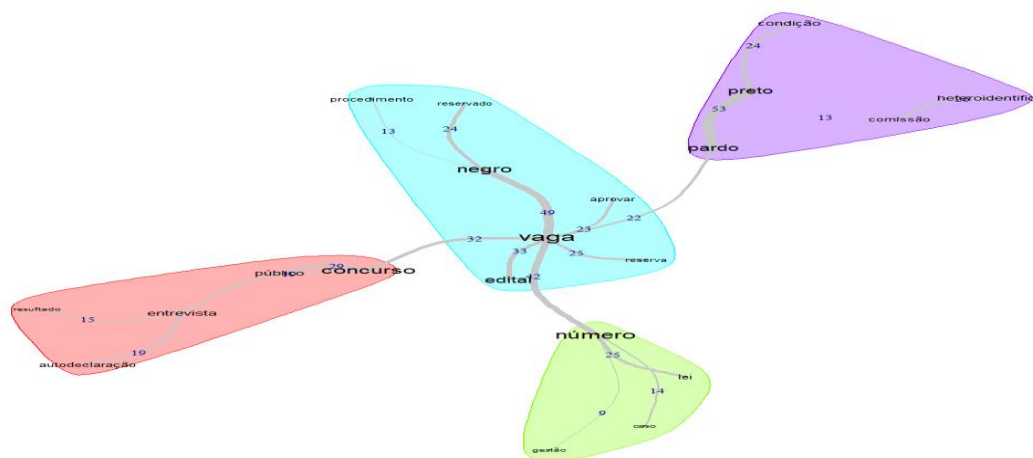 condição
24
preto
53
pardo
13
heteroidentific
comissão
procedimento
reservado
13
24
negro
49
aprovar
23
22
vaga
32
33
25
reserva
edital
público
29
concurso
resultado
15
entrevista
19
autodeclaração
número
25
lei
14
caso
9
gestão